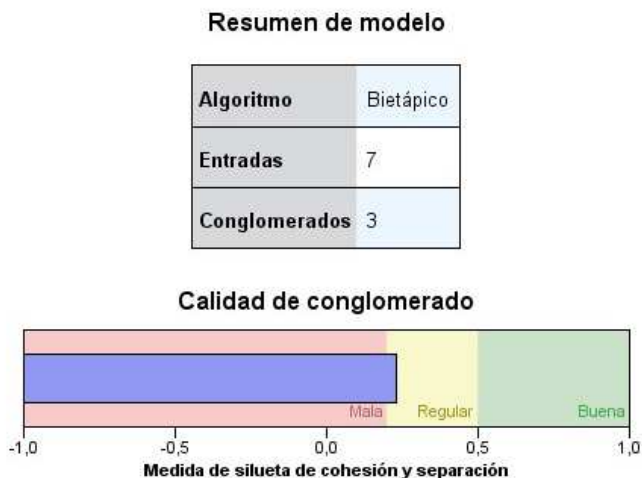 Resumen de modelo
Algoritmo Bietápico
Entradas 7
Conglomerados 3
Calidad de conglomerado
Mala Regular Buena
-1,0 -0,5 0,0 0,5 1,0
Medida de silueta de cohesión y separación